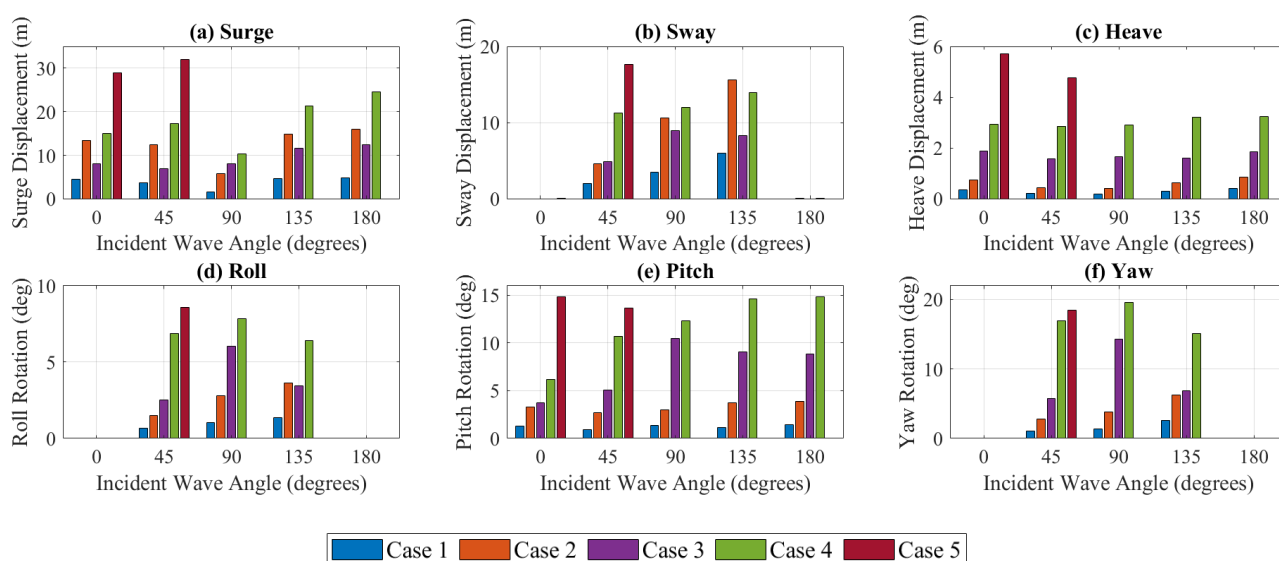 (a) Surge
Surge Displacement (m)
30
20
10
0
0 45 90 135 180
Incident Wave Angle (degrees)
(b) Sway
Sway Displacement (m)
20
10
0
0 45 90 135 180
Incident Wave Angle (degrees)
(c) Heave
Heave Displacement (m)
6
4
2
0
0 45 90 135 180
Incident Wave Angle (degrees)
(d) Roll
Roll Rotation (deg)
10
5
0
0 45 90 135 180
Incident Wave Angle (degrees)
(e) Pitch
Pitch Rotation (deg)
15
10
5
0
0 45 90 135 180
Incident Wave Angle (degrees)
(f) Yaw
Yaw Rotation (deg)
20
10
0
0 45 90 135 180
Incident Wave Angle (degrees)
Case 1 Case 2 Case 3 Case 4 Case 5